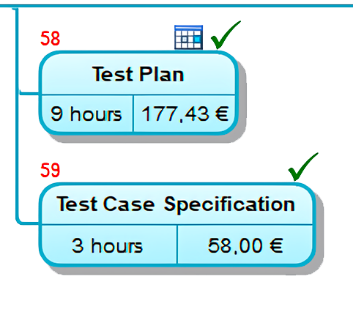 58
Test Plan
9 hours 177,43 €
59
Test Case Specification
3 hours 58,00 €